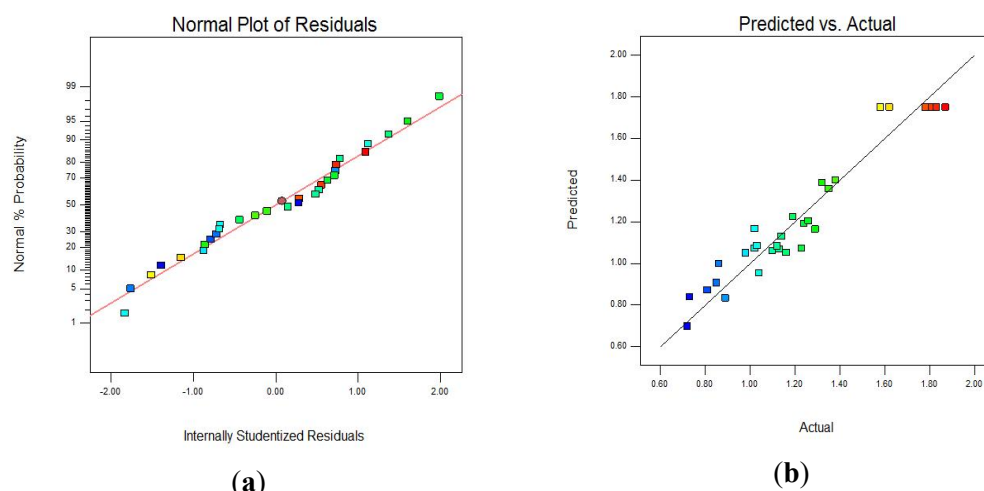 Normal Plot of Residuals
Normal % Probability
99
95
90
80
70
50
30
20
10
5
1
-2.00 -1.00 0.00 1.00 2.00
Internally Studentized Residuals
(a)
Predicted vs. Actual
Predicted
2.00
1.80
1.60
1.40
1.20
1.00
0.80
0.60
0.60 0.80 1.00 1.20 1.40 1.60 1.80 2.00
Actual
(b)